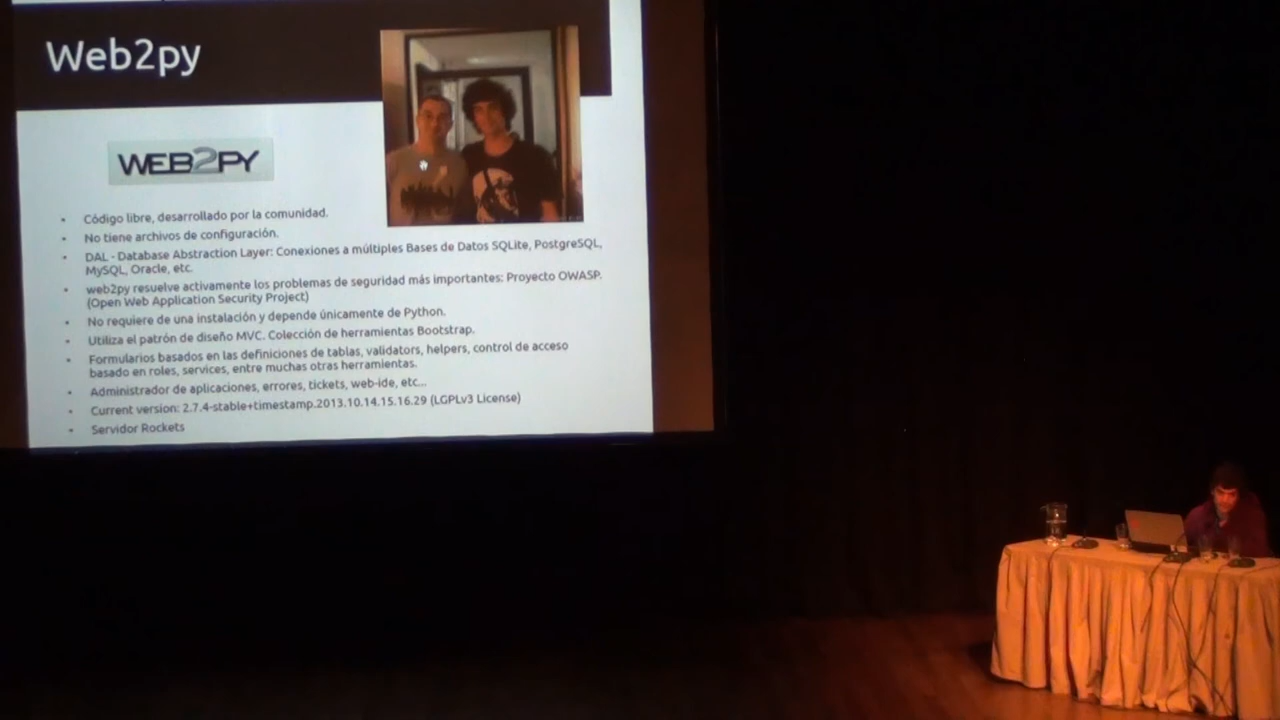 Web2py
WEB2PY
Código libre, desarrollado por la comunidad.
No tiene archivos de configuración.
DAL - Database Abstraction Layer: Conexiones a múltiples Bases de Datos SQLite, PostgreSQL,
MySQL, Oracle, etc.
web2py resuelve activamente los problemas de seguridad más importantes: Proyecto OWASP.
(Open Web Application Security Project)
No requiere de una instalación y depende únicamente de Python.
Utiliza el patrón de diseño MVC. Colección de herramientas Bootstrap.
Formularios basados en las definiciones de tablas, validators, helpers, control de acceso
basado en roles, services, entre muchas otras herramientas.
Administrador de aplicaciones, errores, tickets, web-ide, etc...
Current version: 2.7.4-stable+timestamp.2013.10.14.15.16.29 (LGPLv3 License)
Servidor Rockets